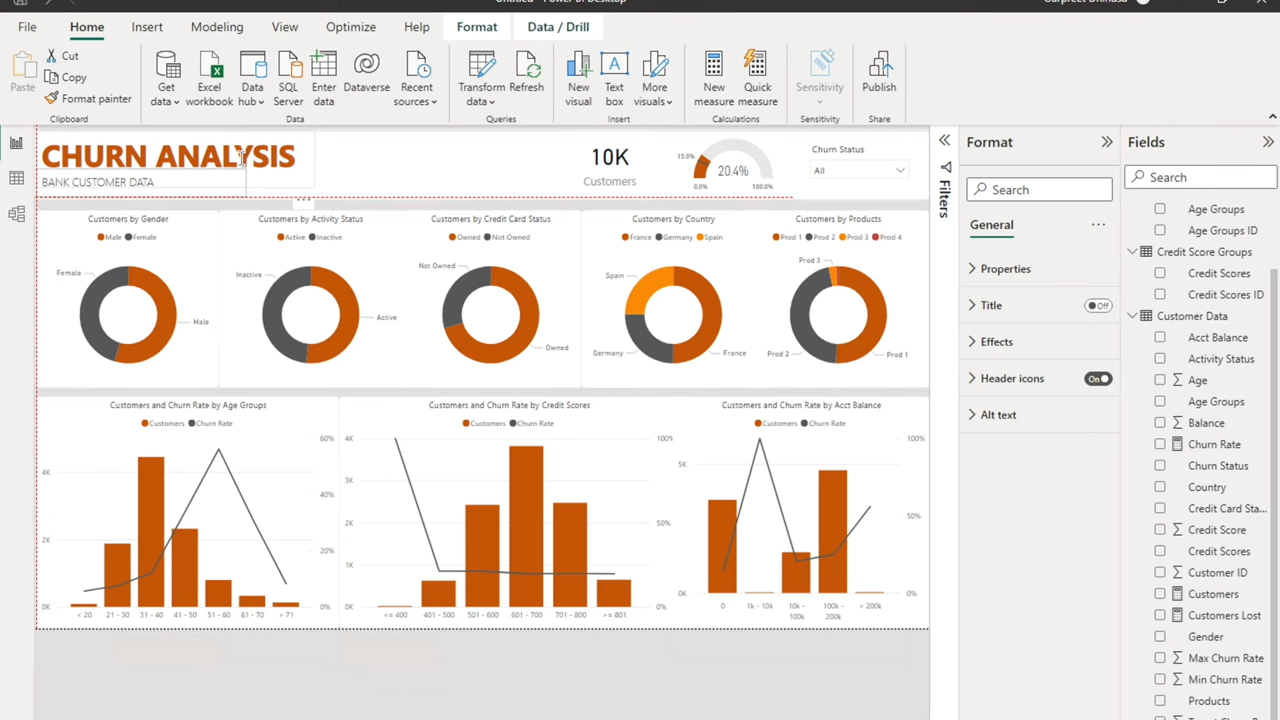 File Home Insert Modeling View Optimize Help Format Data / Drill
Cut
Copy
Format painter
Paste
Get data
Excel workbook
Data hub
SQL Server
Enter data
Dataverse
Recent sources
Transform data
Refresh
New visual
Text box
More visuals
New measure
Quick measure
Sensitivity
Publish
Clipboard Data Queries Insert Calculations Sensitivity Share
CHURN ANALYSIS
BANK CUSTOMER DATA
10K
Customers
15.0%
20.4%
0.0% 100.0%
Churn Status
All
Customers by Gender
Male Female
Female
Male
Customers by Activity Status
Active Inactive
Inactive
Active
Customers by Credit Card Status
Owned Not Owned
Not Owned
Owned
Customers by Country
France Germany Spain
Spain
Germany
France
Customers by Products
Prod 1 Prod 2 Prod 3 Prod 4
Prod 3
Prod 2
Prod 1
Customers and Churn Rate by Age Groups
Customers Churn Rate
60%
4K
40%
2K
20%
0K 0%
< 20 21 - 30 31 - 40 41 - 50 51 - 60 61 - 70 > 71
Customers and Churn Rate by Credit Scores
Customers Churn Rate
4K 100%
3K
50%
2K
1K
0K 0%
<= 400 401 - 500 501 - 600 601 - 700 701 - 800 >= 801
Customers and Churn Rate by Acct Balance
Customers Churn Rate
100%
5K
50%
0K 0%
0 1k - 10k 10k - 100k 100k - 200k > 200k
Filters
Format
Search
General
Properties
Title Off
Effects
Header icons On
Alt text
Fields
Search
Age Groups
Age Groups ID
Credit Score Groups
Credit Scores
Credit Scores ID
Customer Data
Acct Balance
Activity Status
Age
Age Groups
Balance
Churn Rate
Churn Status
Country
Credit Card Sta...
Credit Score
Credit Scores
Customer ID
Customers
Customers Lost
Gender
Max Churn Rate
Min Churn Rate
Products